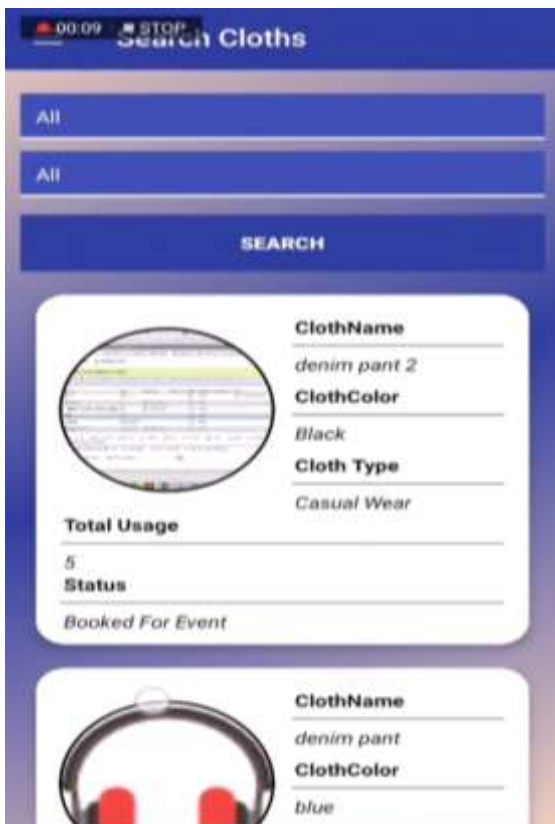 00:09 STOP
Search Cloths
All
All
SEARCH
ClothName
denim pant 2
ClothColor
Black
Cloth Type
Casual Wear
Total Usage
5
Status
Booked For Event
ClothName
denim pant
ClothColor
blue